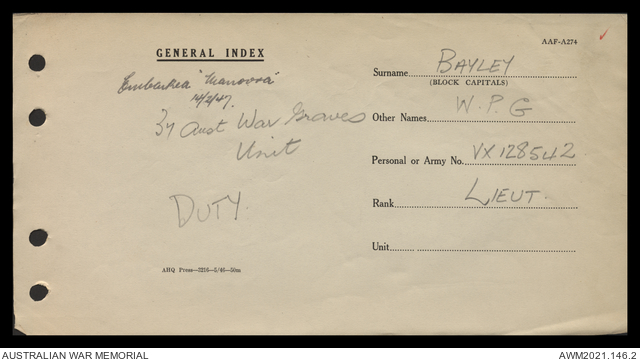 AAF-A274
GENERAL INDEX
Embarked "Manoora"
14/2/47.
37 Aust War Graves
Unit
DUTY.
AHQ Press—5216—5/46—50m
Surname BAYLEY
(BLOCK CAPITALS)
Other Names W. P. G
Personal or Army No. VX128542
Rank LIEUT.
Unit
AUSTRALIAN WAR MEMORIAL
AWM2021.146.2